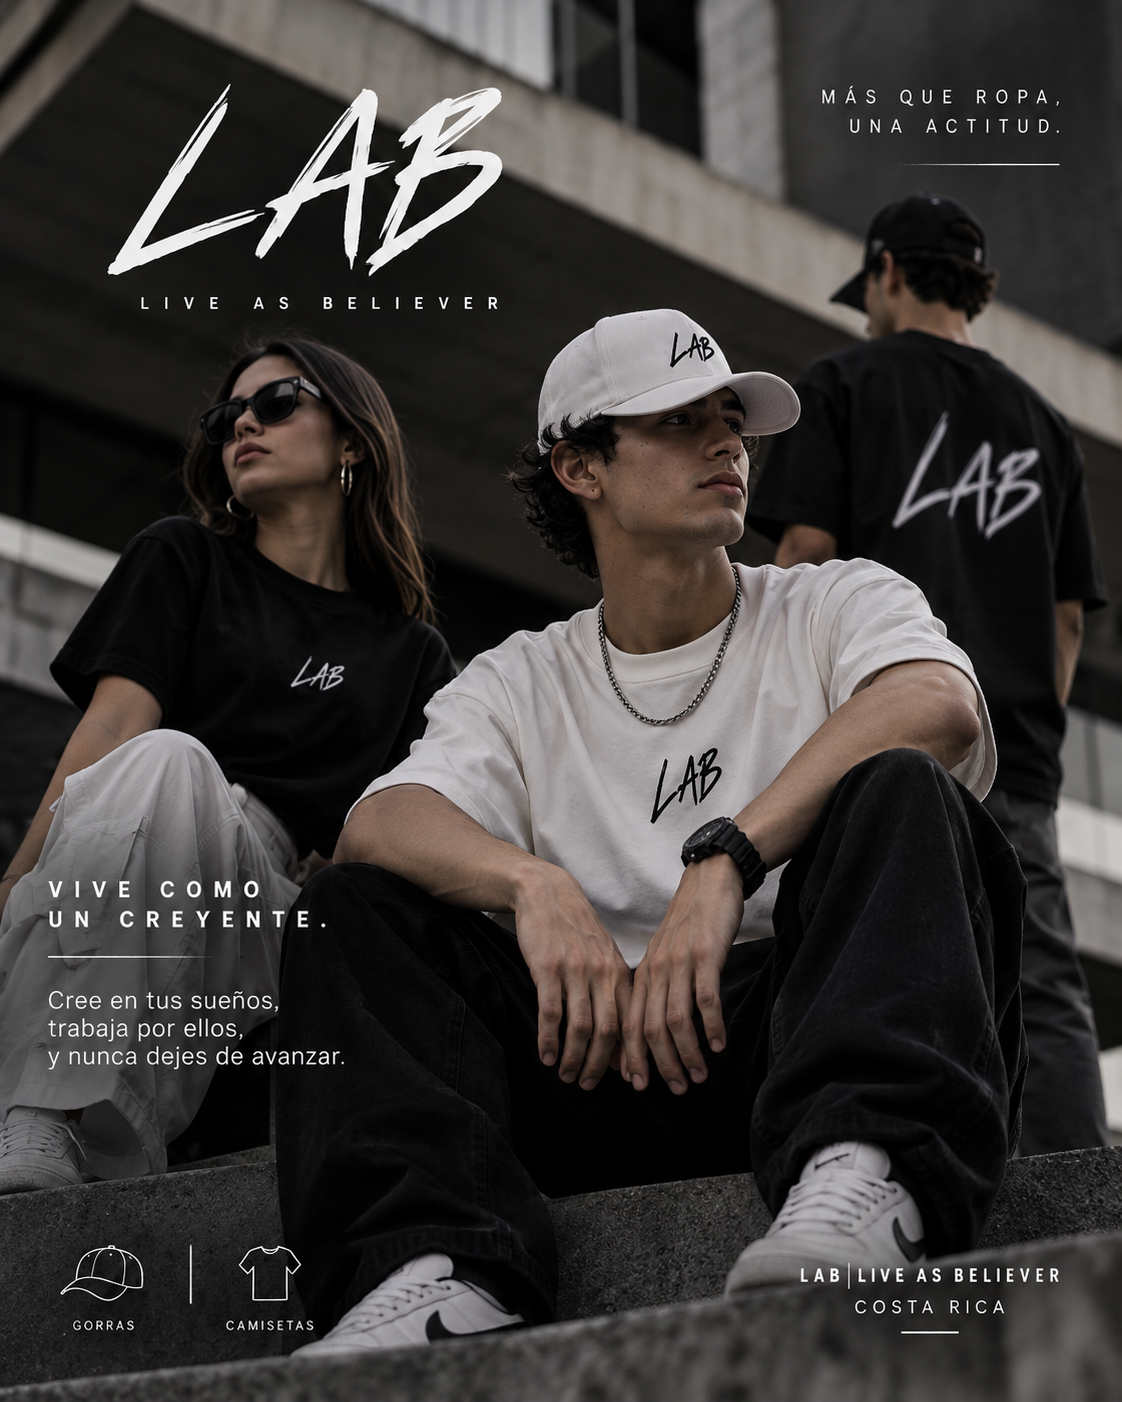 LAB
LIVE AS BELIEVER
MÁS QUE ROPA,
UNA ACTITUD.
LAB
LAB
LAB
LAB
VIVE COMO
UN CREYENTE.
Cree en tus sueños,
trabaja por ellos,
y nunca dejes de avanzar.
GORRAS
CAMISETAS
LAB|LIVE AS BELIEVER
COSTA RICA